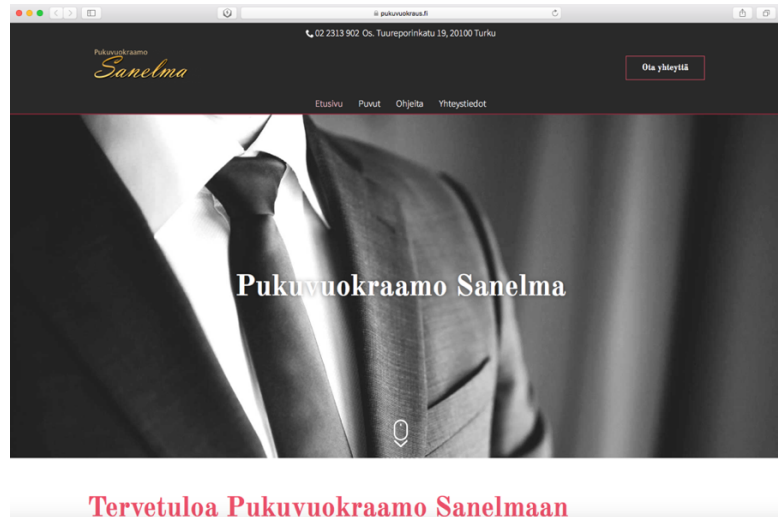 pukuvuokraus.fi
02 2313 902 Os. Tuureporinkatu 19, 20100 Turku
Pukuvuokraamo
Sanelma
Ota yhteyttä
Etusivu Puvut Ohjeita Yhteystiedot
Pukuvuokraamo Sanelma
Tervetuloa Pukuvuokraamo Sanelmaan